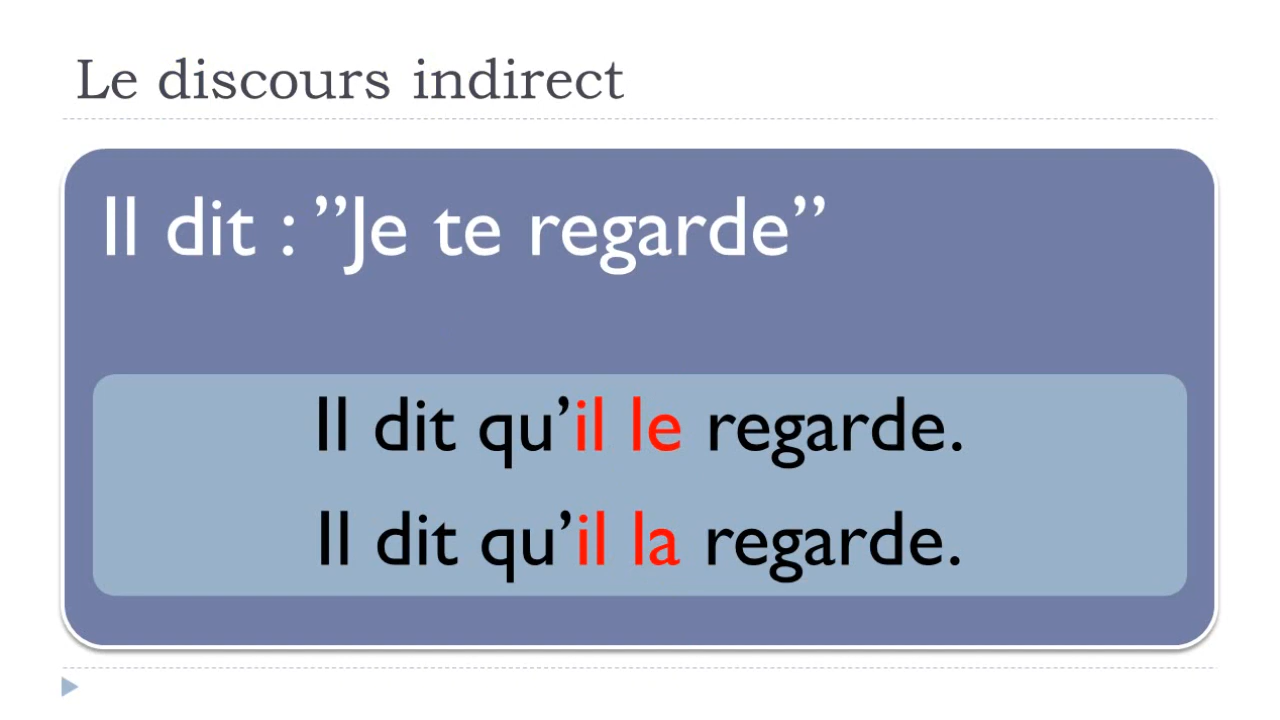 Le discours indirect
Il dit : ”Je te regarde”
Il dit qu’il le regarde.
Il dit qu’il la regarde.